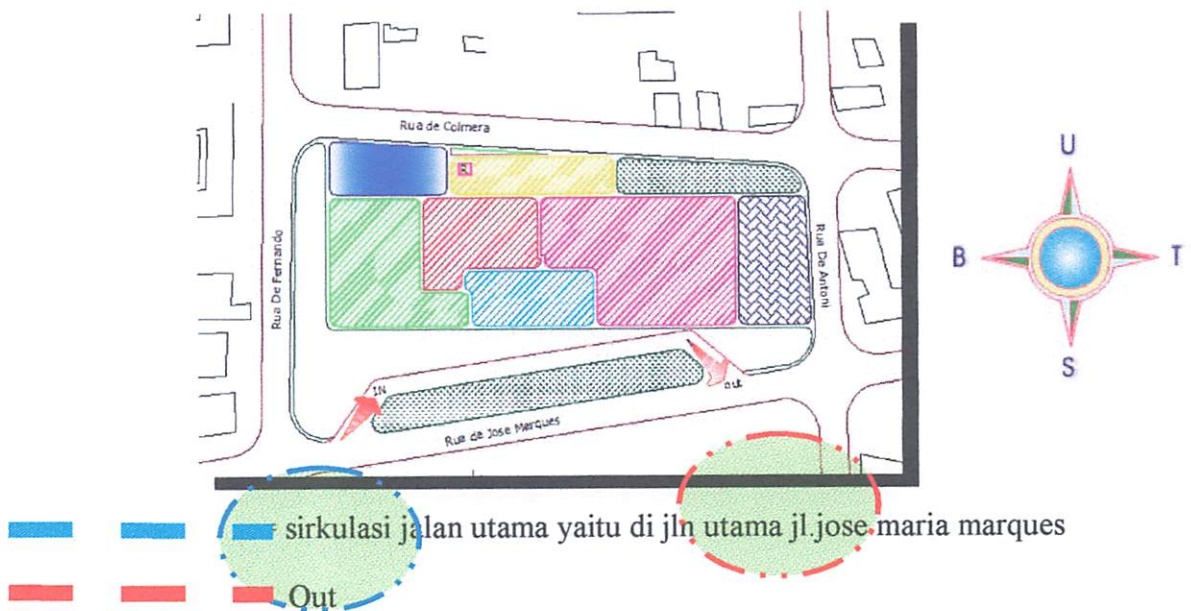 Rua de Colmera
R
Rua De Fernando
Rua De Antoni
U
B
T
S
IN
out
Rua de Jose Marques
= sirkulasi jalan utama yaitu di jln utama jl.jose maria marques
Out